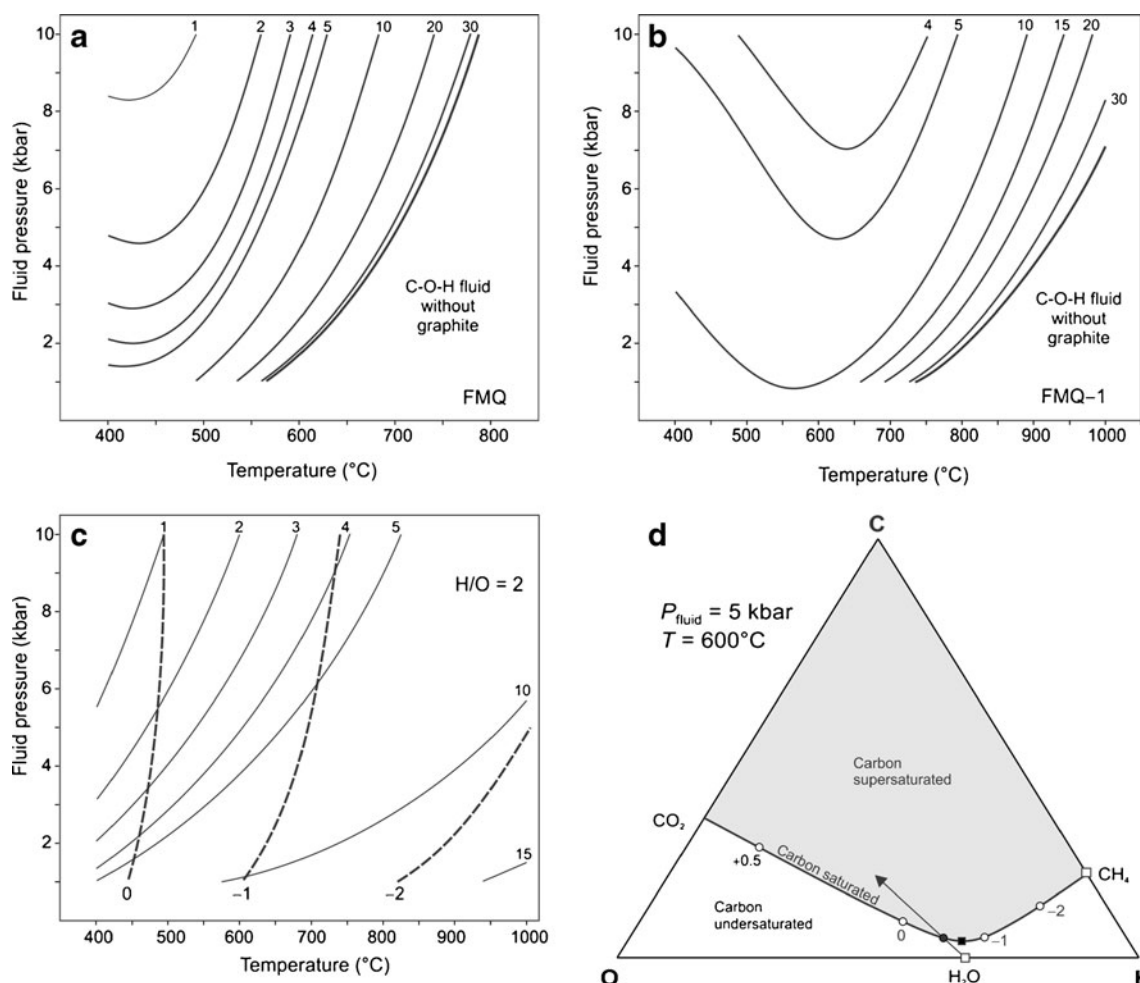 a
1 2 3 4 5 10 20 30
10
8
6
4
2
Fluid pressure (kbar)
C-O-H fluid
without
graphite
FMQ
400 500 600 700 800
Temperature (°C)
b
4 5 10 15 20
30
10
8
6
4
2
Fluid pressure (kbar)
C-O-H fluid
without
graphite
FMQ−1
400 500 600 700 800 900 1000
Temperature (°C)
c
1 2 3 4 5
H/O = 2
10
8
6
4
2
Fluid pressure (kbar)
10
15
0 −1 −2
400 500 600 700 800 900 1000
Temperature (°C)
d
C
Pfluid = 5 kbar
T = 600°C
Carbon
supersaturated
CO2
+0.5
Carbon saturated
CH4
Carbon
undersaturated
−2
0
−1
O
H2O